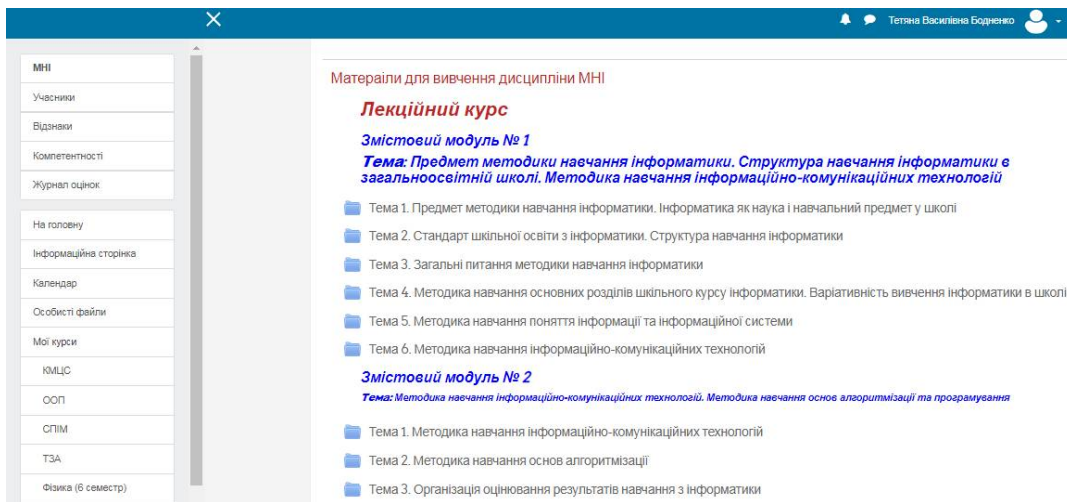 Тетяна Василівна Бодненко
МНІ
Учасники
Відзнаки
Компетентності
Журнал оцінок
На головну
Інформаційна сторінка
Календар
Особисті файли
Мої курси
КМЦС
ООП
СПІМ
ТЗА
Фізика (6 семестр)
Матераіли для вивчення дисципліни МНІ
Лекційний курс
Змістовий модуль № 1
Тема: Предмет методики навчання інформатики. Структура навчання інформатики в
загальноосвітній школі. Методика навчання інформаційно-комунікаційних технологій
Тема 1. Предмет методики навчання інформатики. Інформатика як наука і навчальний предмет у школі
Тема 2. Стандарт шкільної освіти з інформатики. Структура навчання інформатики
Тема 3. Загальні питання методики навчання інформатики
Тема 4. Методика навчання основних розділів шкільного курсу інформатики. Варіативність вивчення інформатики в школі
Тема 5. Методика навчання поняття інформації та інформаційної системи
Тема 6. Методика навчання інформаційно-комунікаційних технологій
Змістовий модуль № 2
Тема: Методика навчання інформаційно-комунікаційних технологій. Методика навчання основ алгоритмізації та програмування
Тема 1. Методика навчання інформаційно-комунікаційних технологій
Тема 2. Методика навчання основ алгоритмізації
Тема 3. Організація оцінювання результатів навчання з інформатики